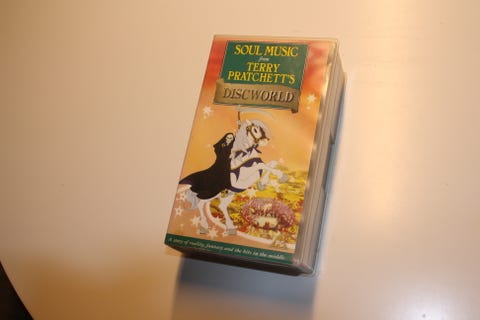 SOUL MUSIC
from
TERRY
PRATCHETT'S
DISCWORLD
A story of reality, fantasy and the bits in the middle